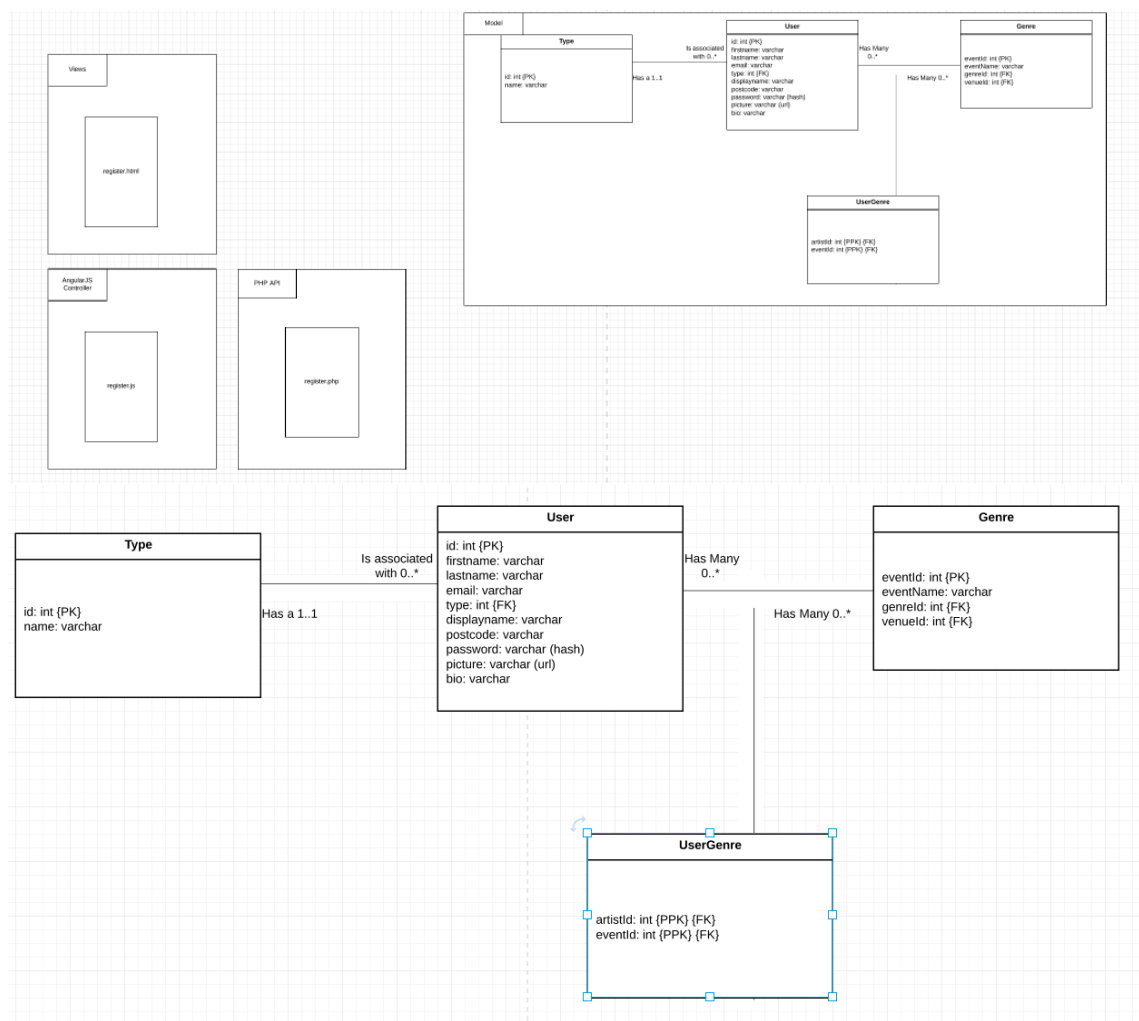 Model
Type
id: int {PK}
name: varchar
Is associated
with 0..*
Has a 1..1
User
id: int {PK}
firstname: varchar
lastname: varchar
email: varchar
type: int {FK}
displayname: varchar
postcode: varchar
password: varchar (hash)
picture: varchar (url)
bio: varchar
Has Many
0..*
Has Many 0..*
Genre
eventId: int {PK}
eventName: varchar
genreId: int {FK}
venueId: int {FK}
UserGenre
artistId: int {PPK} {FK}
eventId: int {PPK} {FK}
Views
register.html
AngularJS
Controller
register.js
PHP API
register.php
Type
id: int {PK}
name: varchar
Is associated
with 0..*
Has a 1..1
User
id: int {PK}
firstname: varchar
lastname: varchar
email: varchar
type: int {FK}
displayname: varchar
postcode: varchar
password: varchar (hash)
picture: varchar (url)
bio: varchar
Has Many
0..*
Has Many 0..*
Genre
eventId: int {PK}
eventName: varchar
genreId: int {FK}
venueId: int {FK}
UserGenre
artistId: int {PPK} {FK}
eventId: int {PPK} {FK}